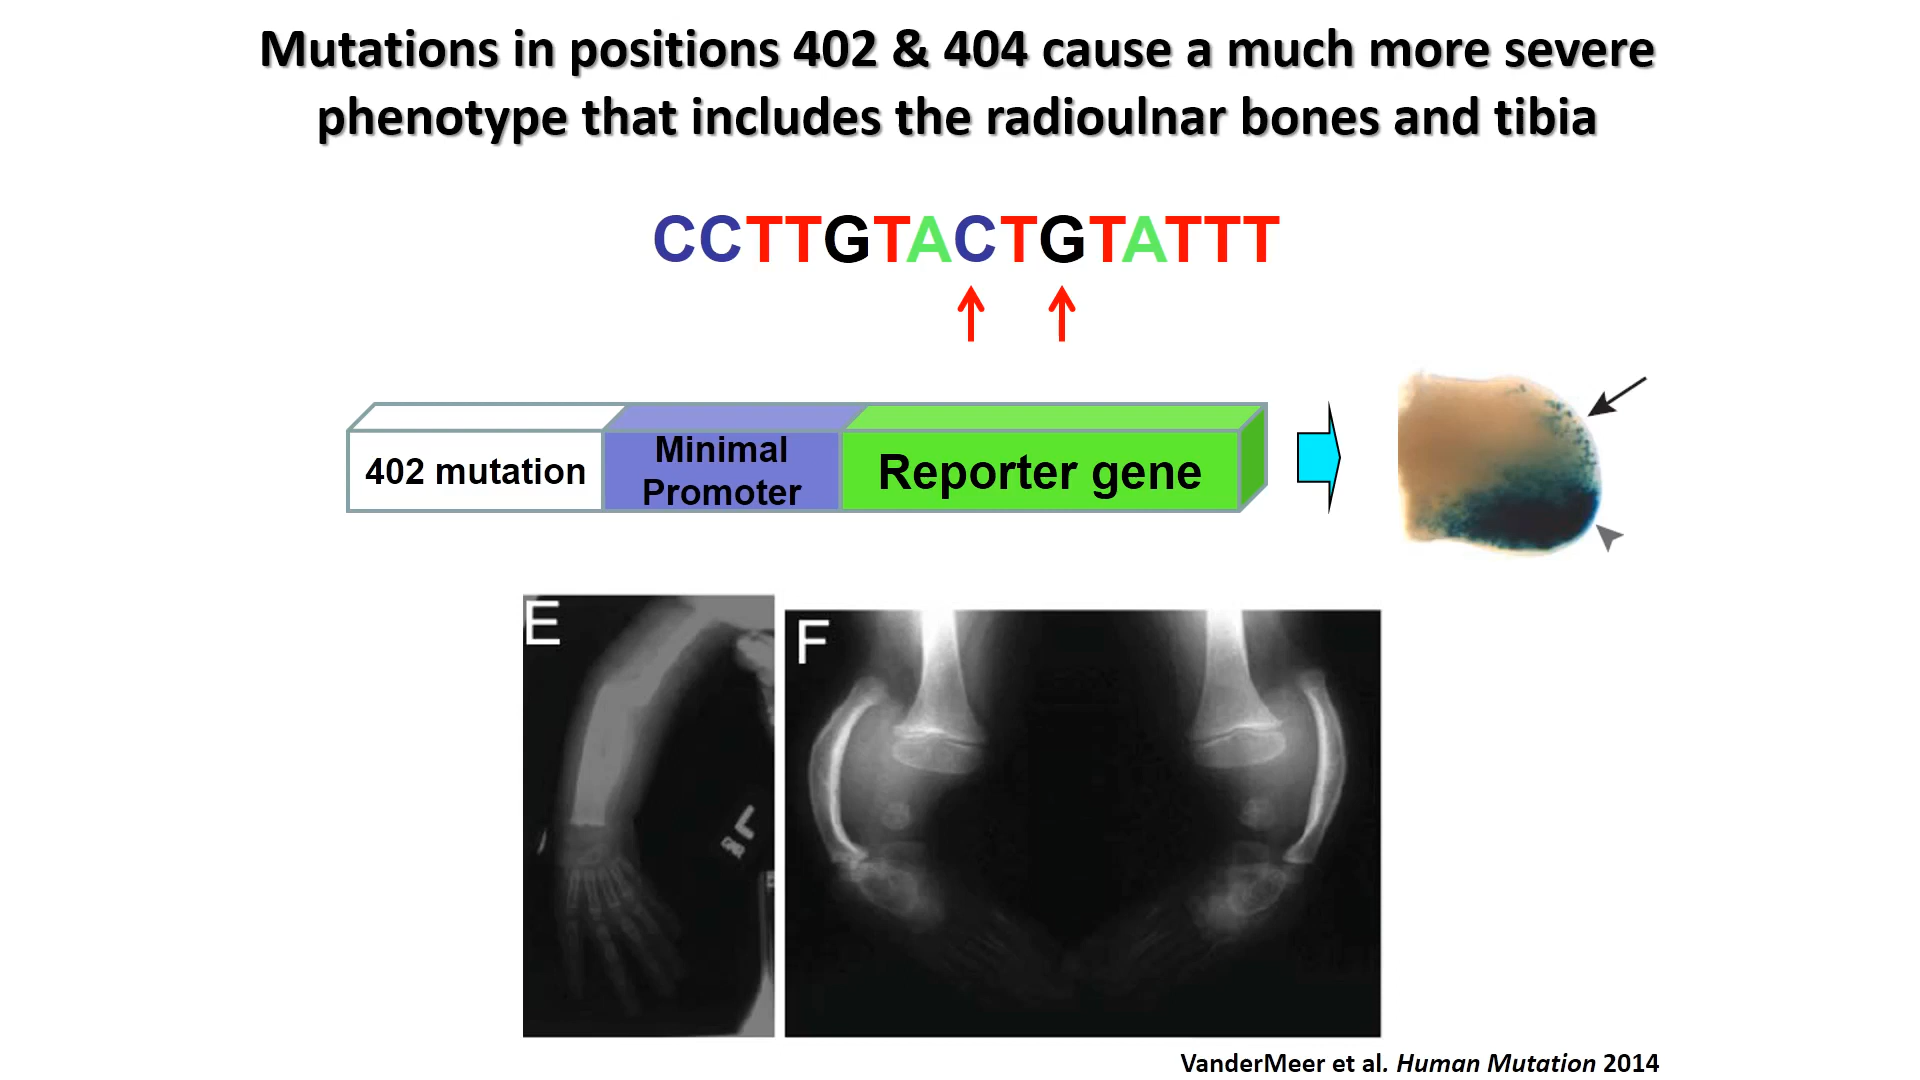 Mutations in positions 402 & 404 cause a much more severe
phenotype that includes the radioulnar bones and tibia
CCTTGTACTGTATTT
402 mutation
Minimal
Promoter
Reporter gene
E
F
L
VanderMeer et al. Human Mutation 2014